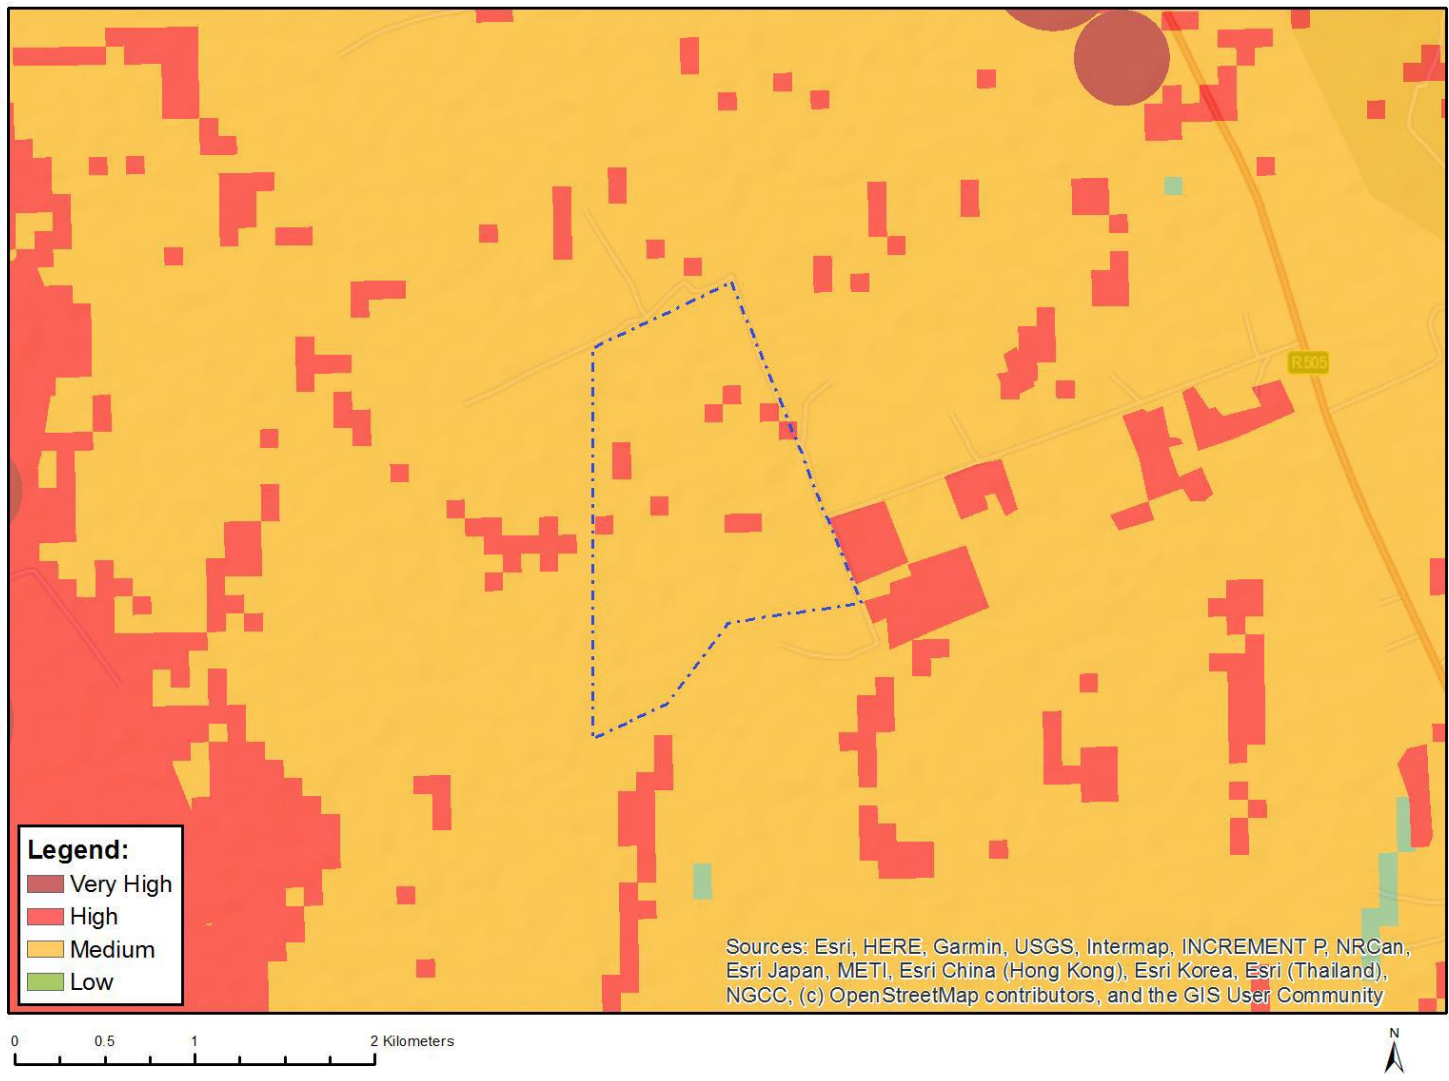 R505
Legend:
Very High
High
Medium
Low
Sources: Esri, HERE, Garmin, USGS, Intermap, INCREMENT P, NRCan,
Esri Japan, METI, Esri China (Hong Kong), Esri Korea, Esri (Thailand),
NGCC, (c) OpenStreetMap contributors, and the GIS User Community
0 0.5 1 2 Kilometers
N